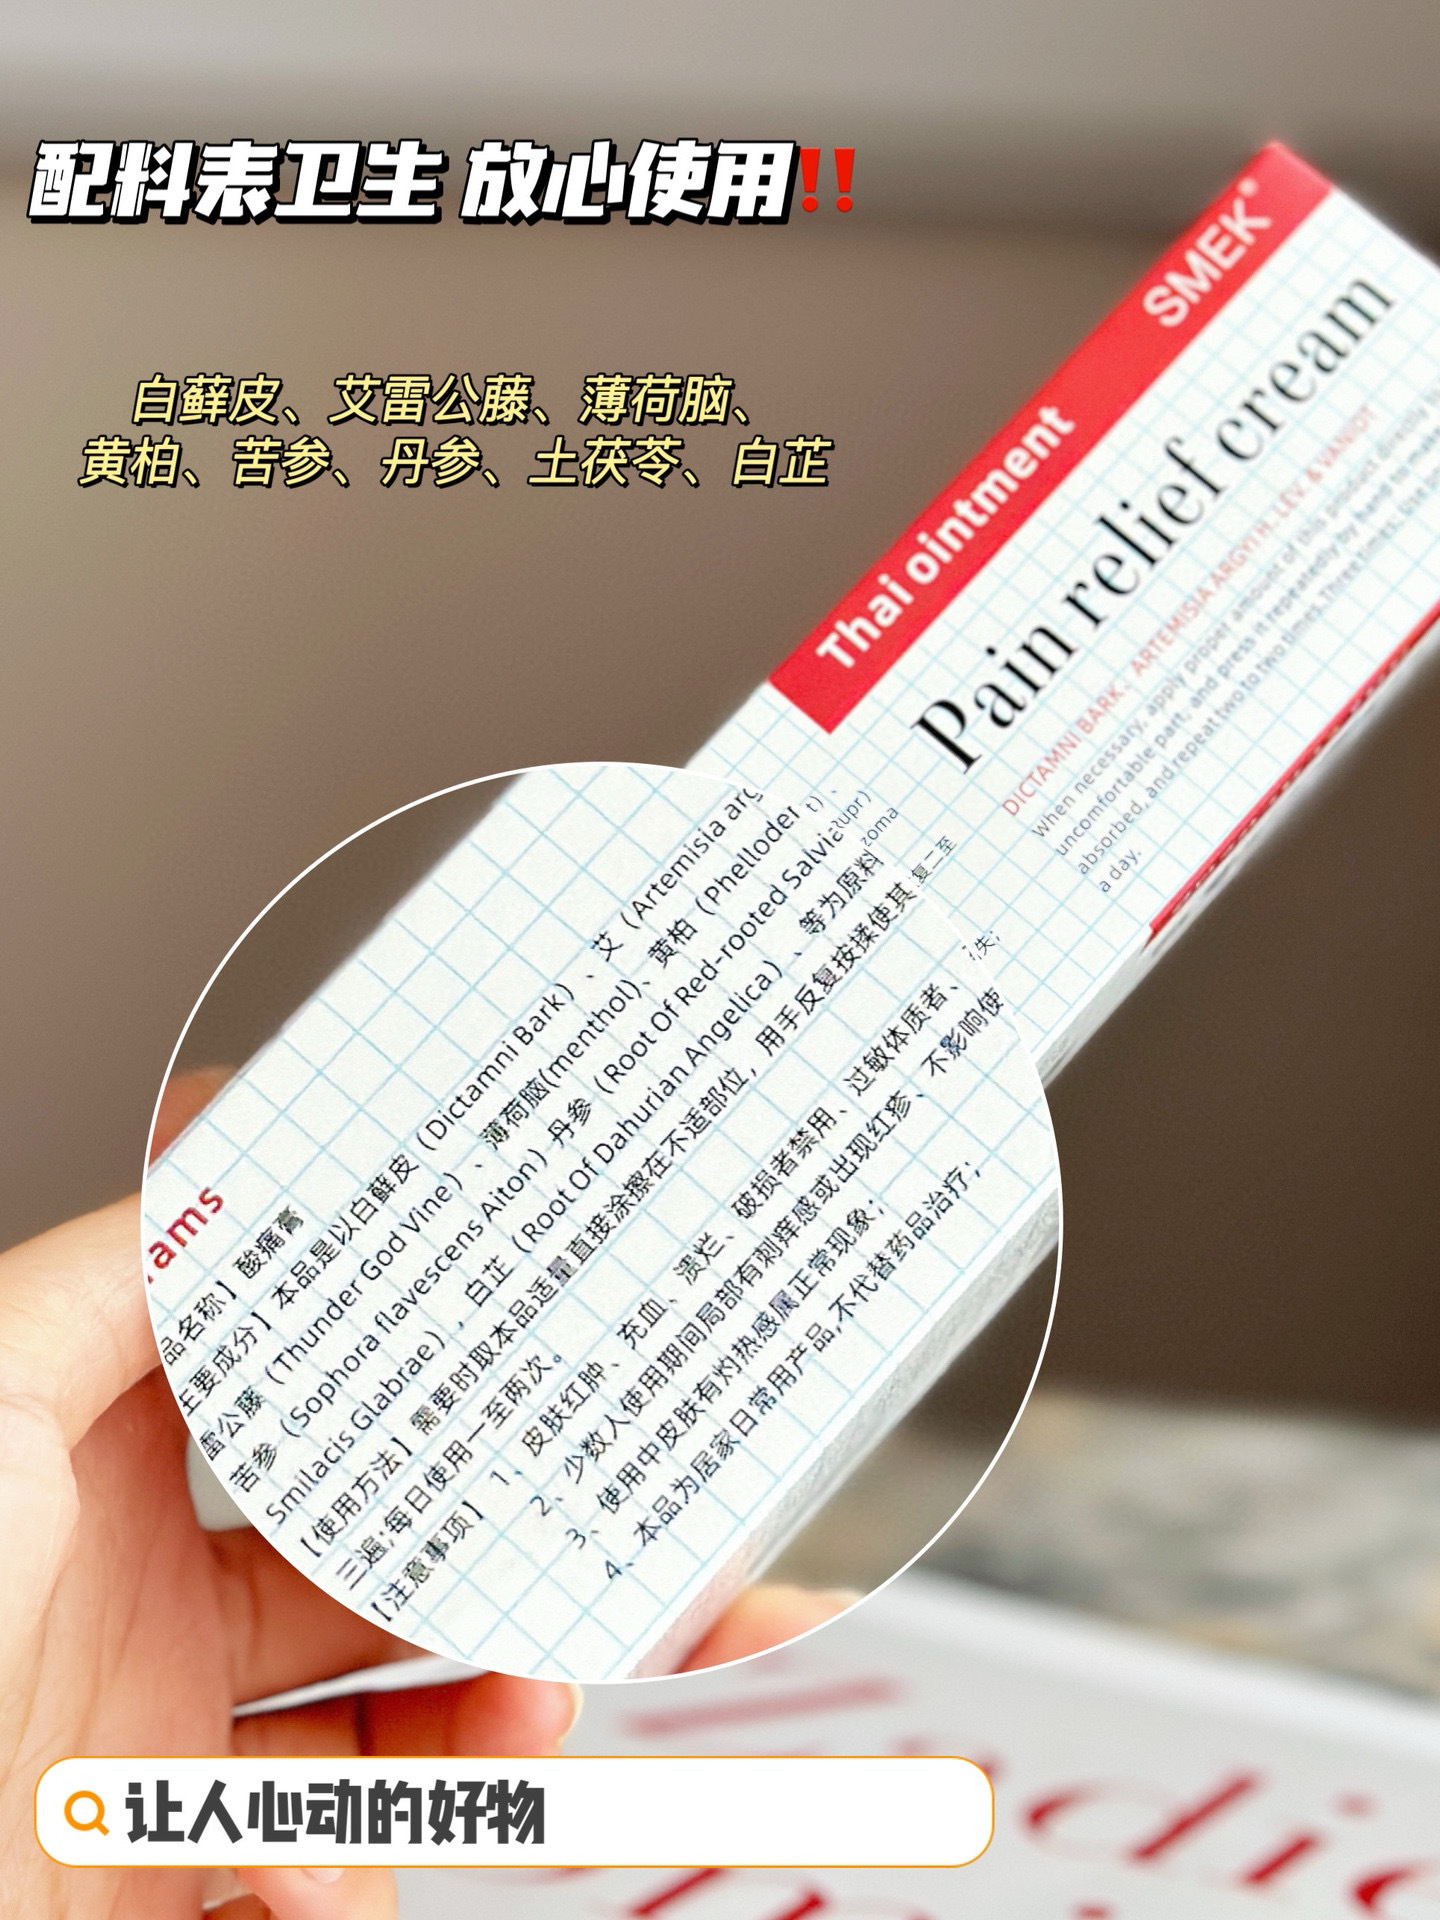 配料表卫生 放心使用‼️
白藓皮、艾雷公藤、薄荷脑、
黄柏、苦参、丹参、土茯苓、白芷
SMEK®
Thai ointment
Pain relief cream
DICTAMNI BARK、ARTEMISIA ARGYI H. LEV. & VANIOT
When necessary, apply proper amount of this product directly
uncomfortable part, and press it repeatedly by hand to make
absorbed, and repeat two to two times. Three times. Use
a day.
ams
品名称】酸痛膏
主要成分】本品是以白藓皮（Dictamni Bark）、艾（Artemisia arg
雷公藤（Thunder God Vine）、薄荷脑(menthol)、黄柏（Phelloder
苦参（Sophora flavescens Aiton）丹参（Root Of Red-rooted Salvia
Smilacis Glabrae），白芷（Root Of Dahurian Angelica）、等为原料
【使用方法】需要时取本品适量直接涂擦在不适部位，用手反复按揉使其
三遍;每日使用一至两次。
【注意事项】1、皮肤红肿、充血、溃烂、破损者禁用、过敏体质者、
2、少数人使用期间局部有刺痒感或出现红疹、不影响使
3、使用中皮肤有灼热感属正常现象；
4、本品为居家日常用产品,不代替药品治疗；
t）、
Rupr）
zoma
复二至
失；
让人心动的好物